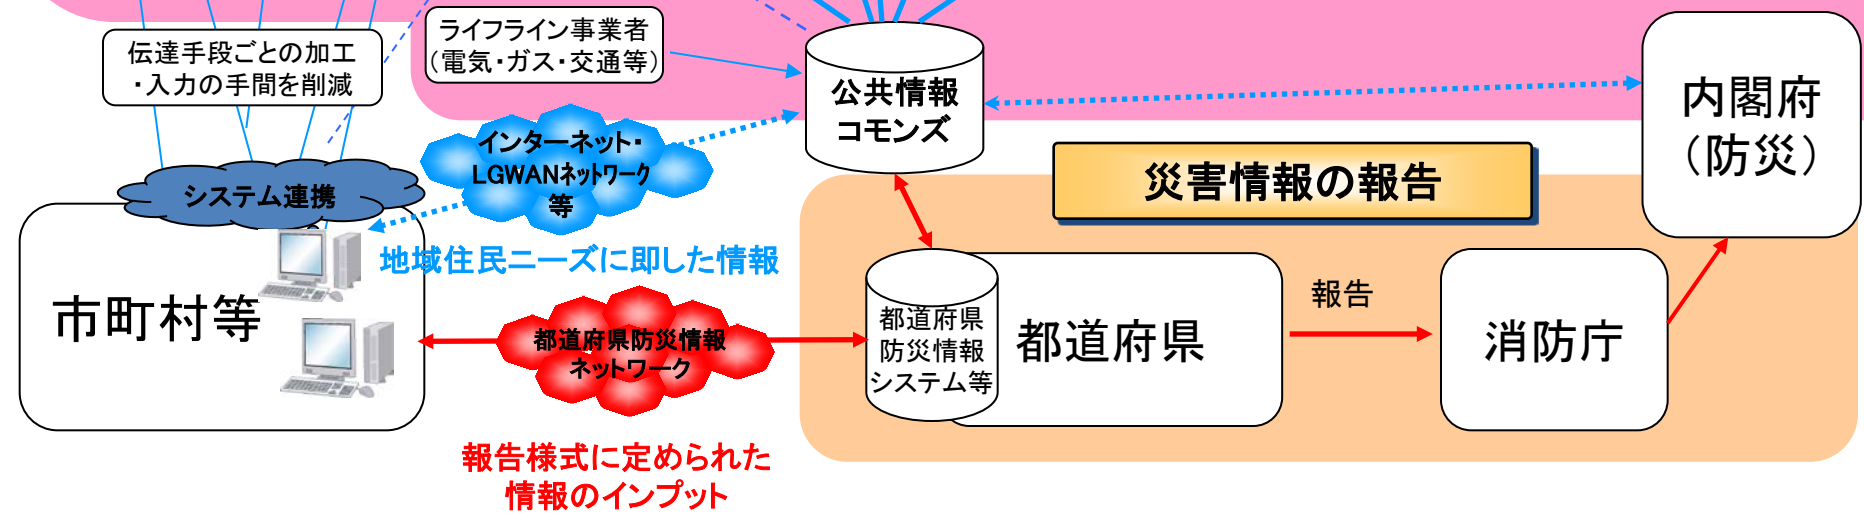 伝達手段ごとの加工
・入力の手間を削減
ライフライン事業者
（電気・ガス・交通等）
公共情報
コモンズ
内閣府
（防災）
インターネット・
LGWANネットワーク
等
災害情報の報告
システム連携
地域住民ニーズに即した情報
市町村等
都道府県防災情報
ネットワーク
都道府県
防災情報
システム等
都道府県
報告
消防庁
報告様式に定められた
情報のインプット